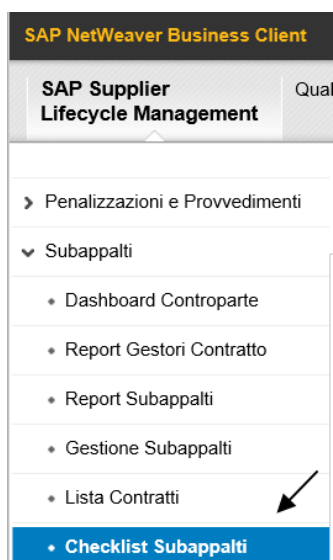 SAP NetWeaver Business Client
SAP Supplier
Lifecycle Management
Qual
Penalizzazioni e Provvedimenti
Subappalti
Dashboard Controparte
Report Gestori Contratto
Report Subappalti
Gestione Subappalti
Lista Contratti
Checklist Subappalti